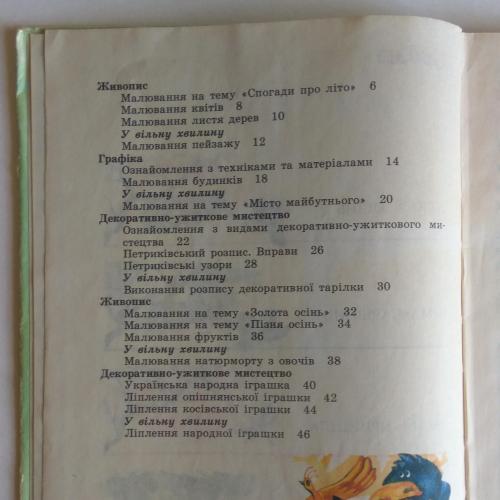 Живопис
Малювання на тему «Спогади про літо» 6
Малювання квітів 8
Малювання листя дерев 10
У вільну хвилину
Малювання пейзажу 12
Графіка
Ознайомлення з техніками та матеріалами 14
Малювання будинків 18
У вільну хвилину
Малювання на тему «Місто майбутнього» 20
Декоративно-ужиткове мистецтво
Ознайомлення з видами декоративно-ужиткового ми-
стецтва 22
Петриківський розпис. Вправи 26
Петриківські узори 28
У вільну хвилину
Виконання розпису декоративної тарілки 30
Живопис
Малювання на тему «Золота осінь» 32
Малювання на тему «Пізня осінь» 34
Малювання фруктів 36
У вільну хвилину
Малювання натюрморту з овочів 38
Декоративно-ужиткове мистецтво
Українська народна іграшка 40
Ліплення опішнянської іграшки 42
Ліплення косівської іграшки 44
У вільну хвилину
Ліплення народної іграшки 46